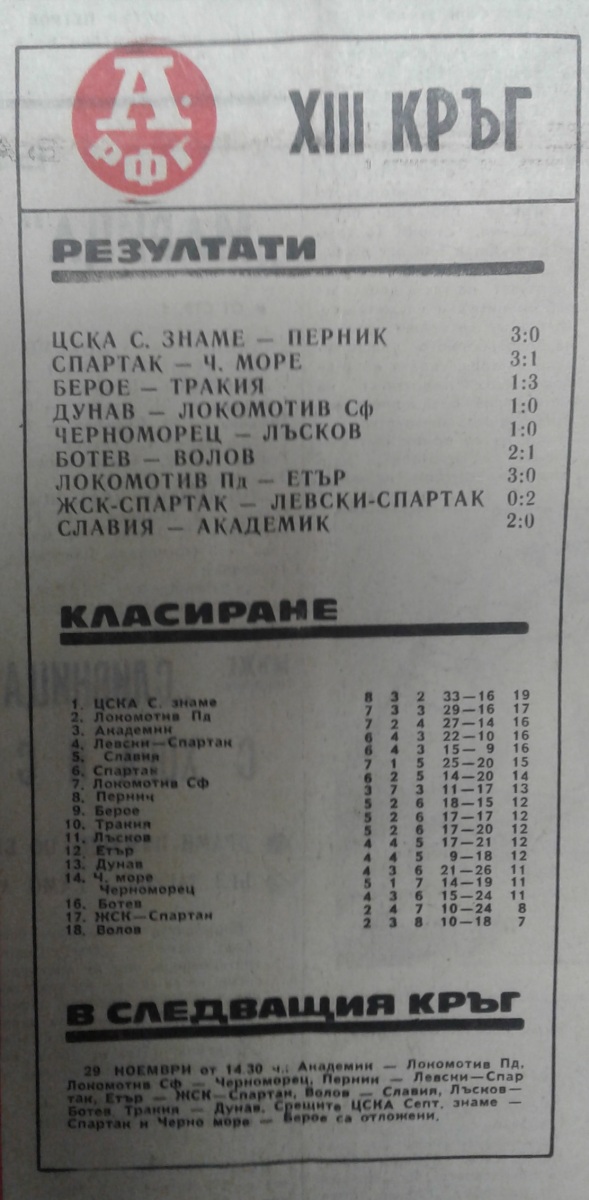 А
РФГ
XIII КРЪГ
РЕЗУЛТАТИ
ЦСКА С. ЗНАМЕ — ПЕРНИК 3:0
СПАРТАК — Ч. МОРЕ 3:1
БЕРОЕ — ТРАКИЯ 1:3
ДУНАВ — ЛОКОМОТИВ Сф 1:0
ЧЕРНОМОРЕЦ — ЛЪСКОВ 1:0
БОТЕВ — ВОЛОВ 2:1
ЛОКОМОТИВ Пд — ЕТЪР 3:0
ЖСК-СПАРТАК — ЛЕВСКИ-СПАРТАК 0:2
СЛАВИЯ — АКАДЕМИК 2:0
КЛАСИРАНЕ
1. ЦСКА С. знаме 8 3 2 33—16 19
2. Локомотив Пд 7 3 3 29—16 17
3. Академик 7 2 4 27—14 16
4. Левски—Спартак 6 4 3 22—10 16
5. Славия 6 4 3 15— 9 16
6. Спартак 7 1 5 25—20 15
7. Локомотив Сф 6 2 5 14—20 14
8. Перник 3 7 3 11—17 13
9. Берое 5 2 6 18—15 12
10. Тракия 5 2 6 17—17 12
11. Лъсков 5 2 6 17—20 12
12. Етър 4 4 5 17—21 12
13. Дунав 4 4 5 9—18 12
14. Ч. море 4 3 6 21—26 11
Черноморец 5 1 7 14—19 11
16. Ботев 4 3 6 15—24 11
17. ЖСК—Спартак 2 4 7 10—24 8
18. Волов 2 3 8 10—18 7
В СЛЕДВАЩИЯ КРЪГ
29 НОЕМВРИ от 14.30 ч.: Академик — Локомотив Пд,
Локомотив Сф — Черноморец, Перник — Левски—Спар
так, Етър — ЖСК—Спартак, Волов — Славия, Лъсков—
Ботев Тракия — Дунав. Срещите ЦСКА Септ. знаме —
Спартак и Черно море — Берое са отложени.